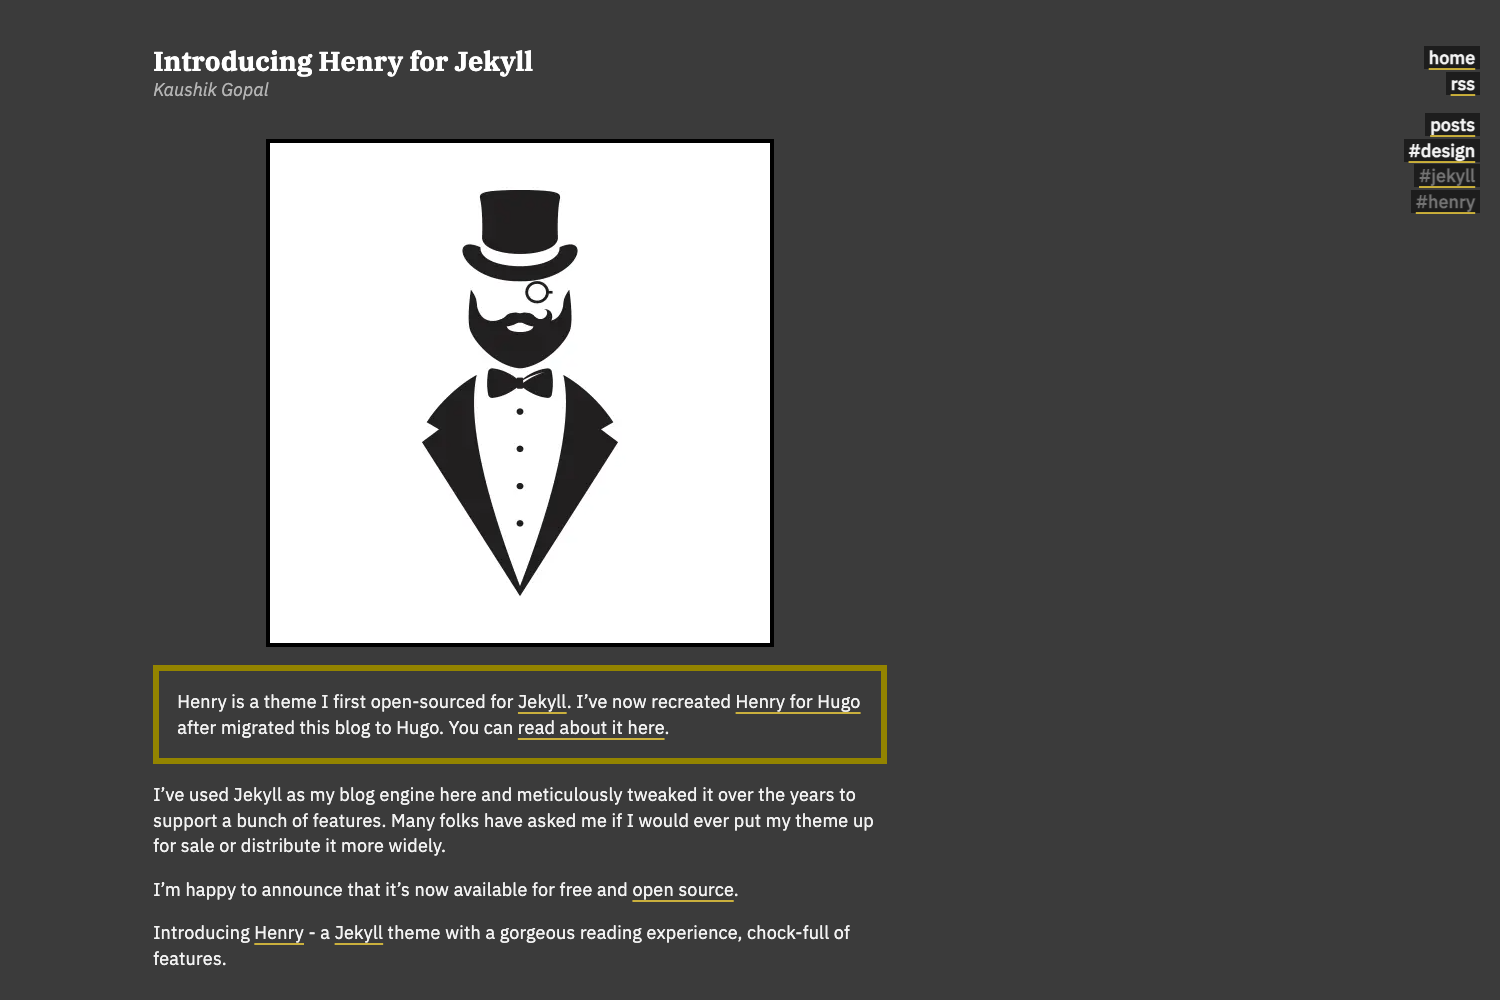 Introducing Henry for Jekyll
Kaushik Gopal
home
rss
posts
#design
#jekyll
#henry
Henry is a theme I first open-sourced for Jekyll. I’ve now recreated Henry for Hugo
after migrated this blog to Hugo. You can read about it here.
I’ve used Jekyll as my blog engine here and meticulously tweaked it over the years to
support a bunch of features. Many folks have asked me if I would ever put my theme up
for sale or distribute it more widely.
I’m happy to announce that it’s now available for free and open source.
Introducing Henry - a Jekyll theme with a gorgeous reading experience, chock-full of
features.